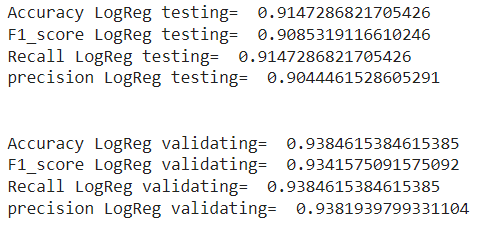 Accuracy LogReg testing=  0.9147286821705426
F1_score LogReg testing=  0.9085319116610246
Recall LogReg testing=  0.9147286821705426
precision LogReg testing=  0.9044461528605291
Accuracy LogReg validating=  0.9384615384615385
F1_score LogReg validating=  0.9341575091575092
Recall LogReg validating=  0.9384615384615385
precision LogReg validating=  0.9381939799331104